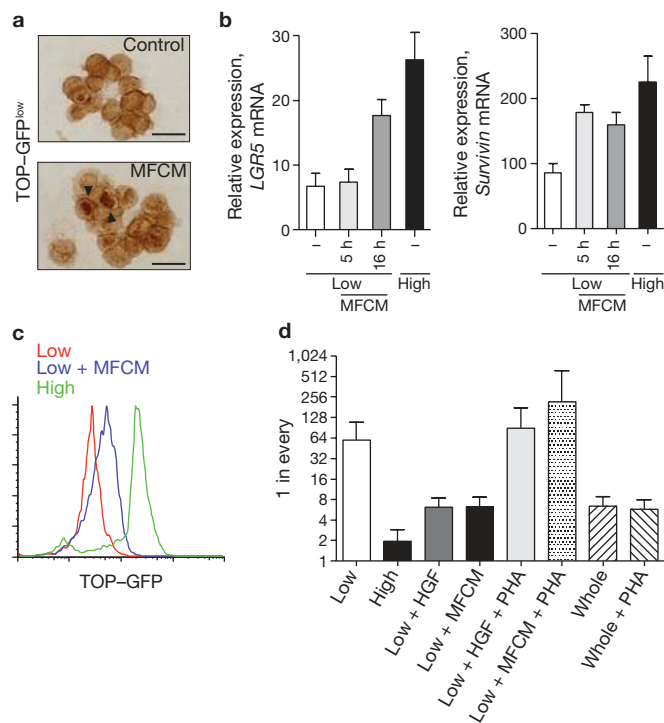 a
Control
TOP–GFPlow
MFCM
b
Relative expression,
LGR5 mRNA
30
20
10
0
–
5 h
16 h
–
Low
High
MFCM
Relative expression,
Survivin mRNA
300
200
100
0
–
5 h
16 h
–
Low
High
MFCM
c
Low
Low + MFCM
High
TOP–GFP
d
1 in every
1,024
512
256
128
64
32
16
8
4
2
1
Low
High
Low + HGF
Low + MFCM
Low + HGF + PHA
Low + MFCM + PHA
Whole
Whole + PHA